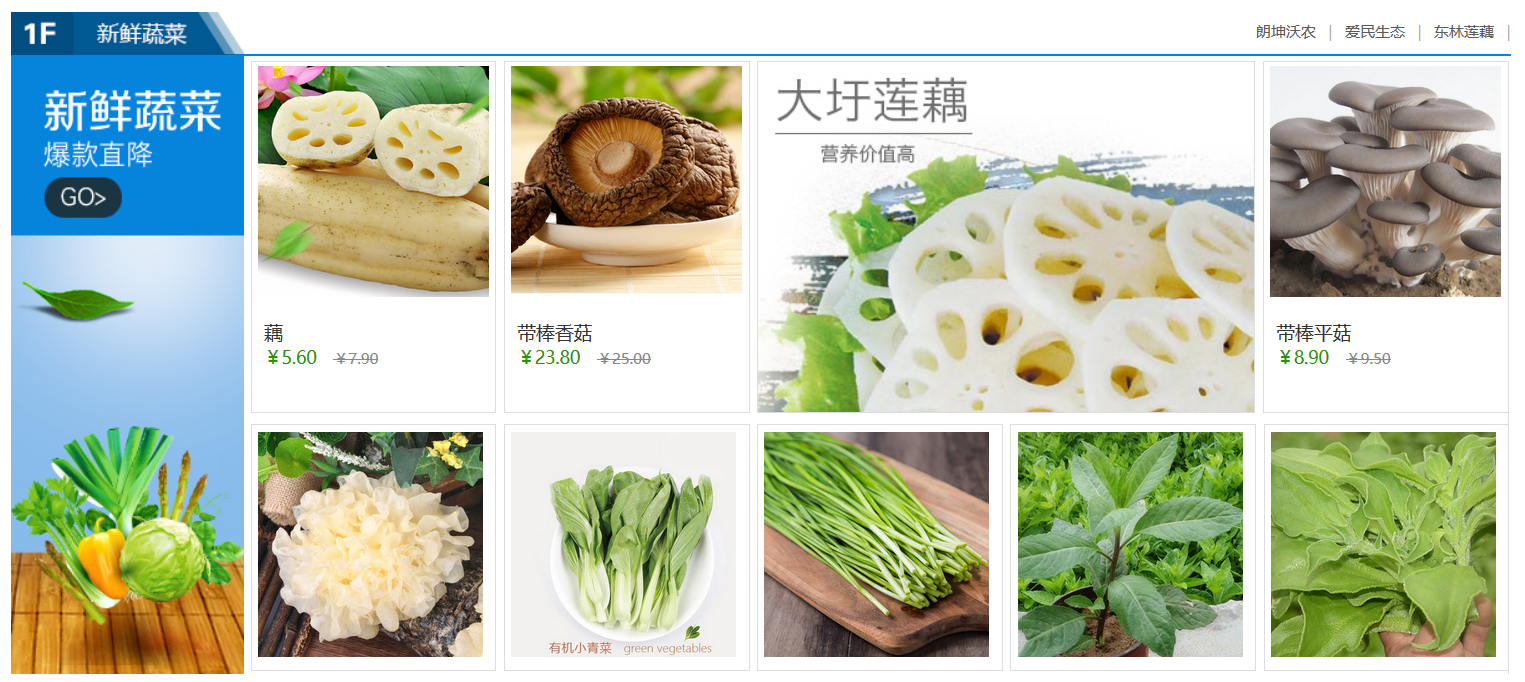 1F 新鲜蔬菜
朗坤沃农 | 爱民生态 | 东林莲藕 |
新鲜蔬菜
爆款直降
GO>
大圩莲藕
营养价值高
藕
¥5.60 ¥7.90
带棒香菇
¥23.80 ¥25.00
带棒平菇
¥8.90 ¥9.50
有机小青菜 green vegetables